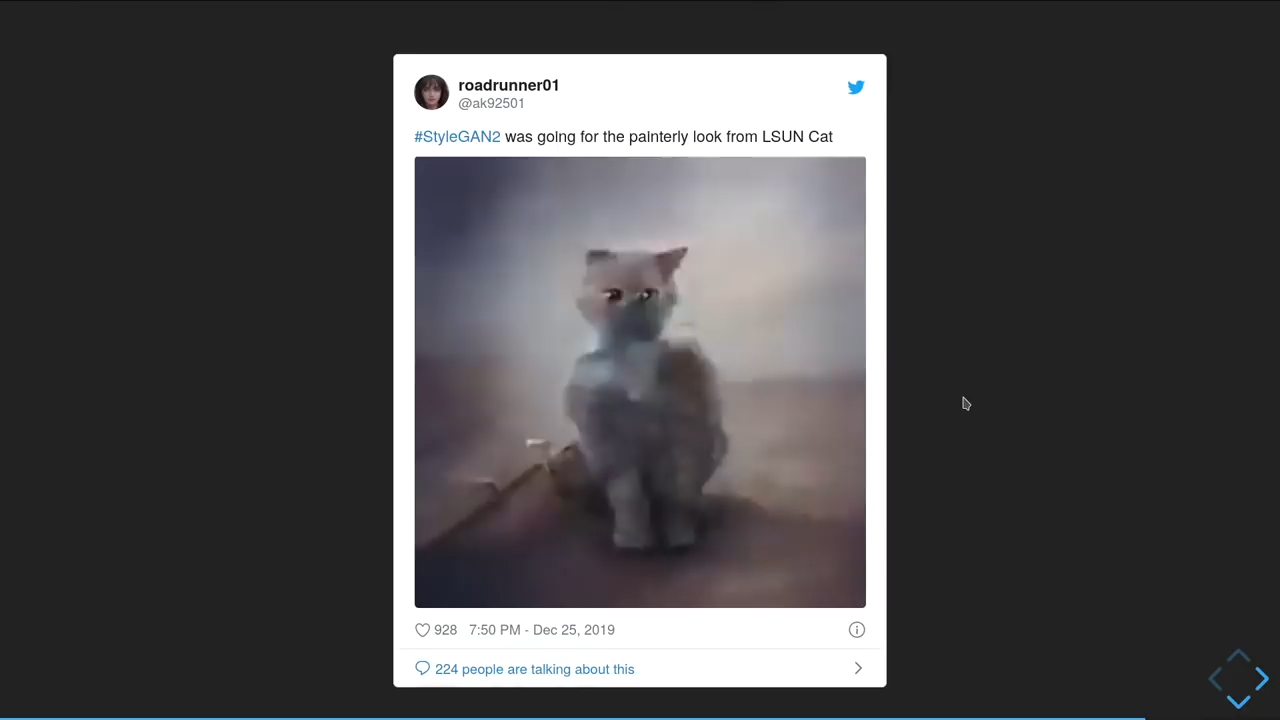 roadrunner01
@ak92501
#StyleGAN2 was going for the painterly look from LSUN Cat
928 7:50 PM - Dec 25, 2019
224 people are talking about this